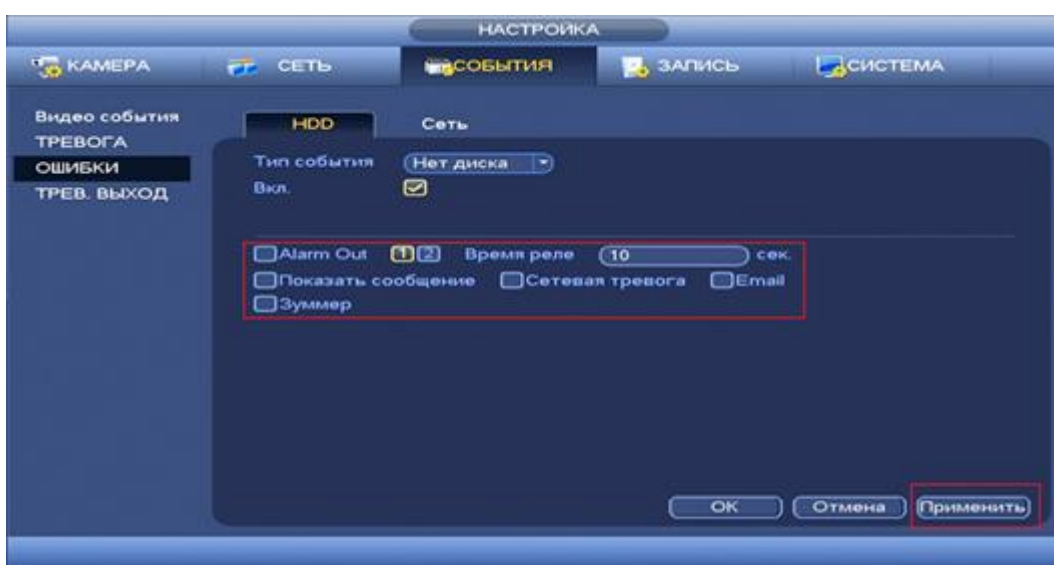 НАСТРОЙКА
КАМЕРА СЕТЬ СОБЫТИЯ ЗАПИСЬ СИСТЕМА
Видео события
ТРЕВОГА
ОШИБКИ
ТРЕВ. ВЫХОД
HDD Сеть
Тип события Нет диска
Вкл.
Alarm Out 1 2 Время реле 10 сек.
Показать сообщение Сетевая тревога Email
Зуммер
OK Отмена Применить